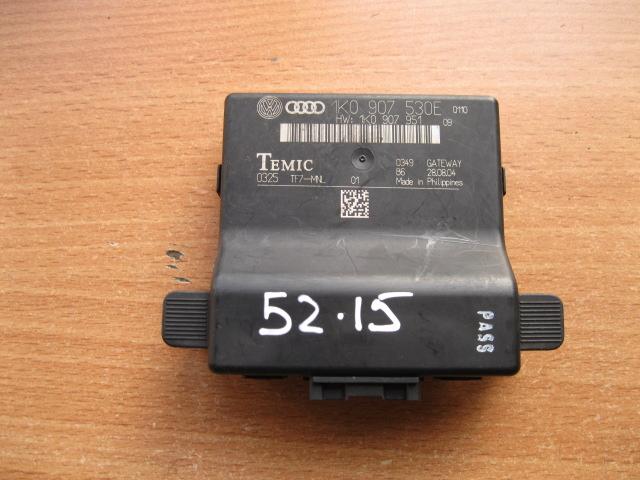 1K0 907 530E 0110
HW: 1K0 907 951 09
TEMIC 0349 GATEWAY
86 28.08.04
0325 TF7-MNL 01 Made in Philippines
52.15
PASS